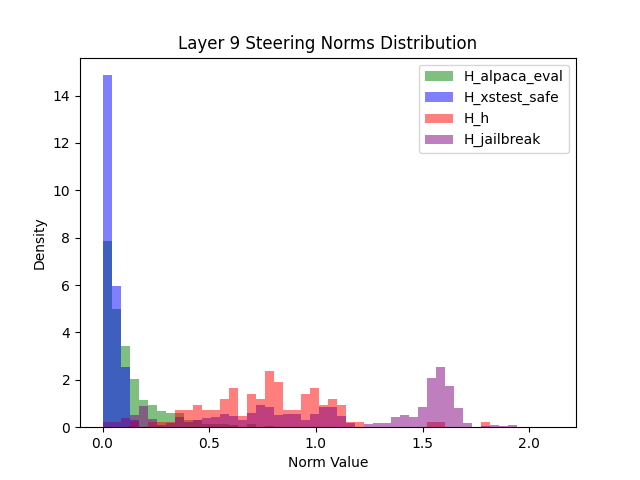 Layer 9 Steering Norms Distribution
H_alpaca_eval
H_xstest_safe
H_h
H_jailbreak
14
12
10
8
6
4
2
0
Density
0.0
0.5
1.0
1.5
2.0
Norm Value